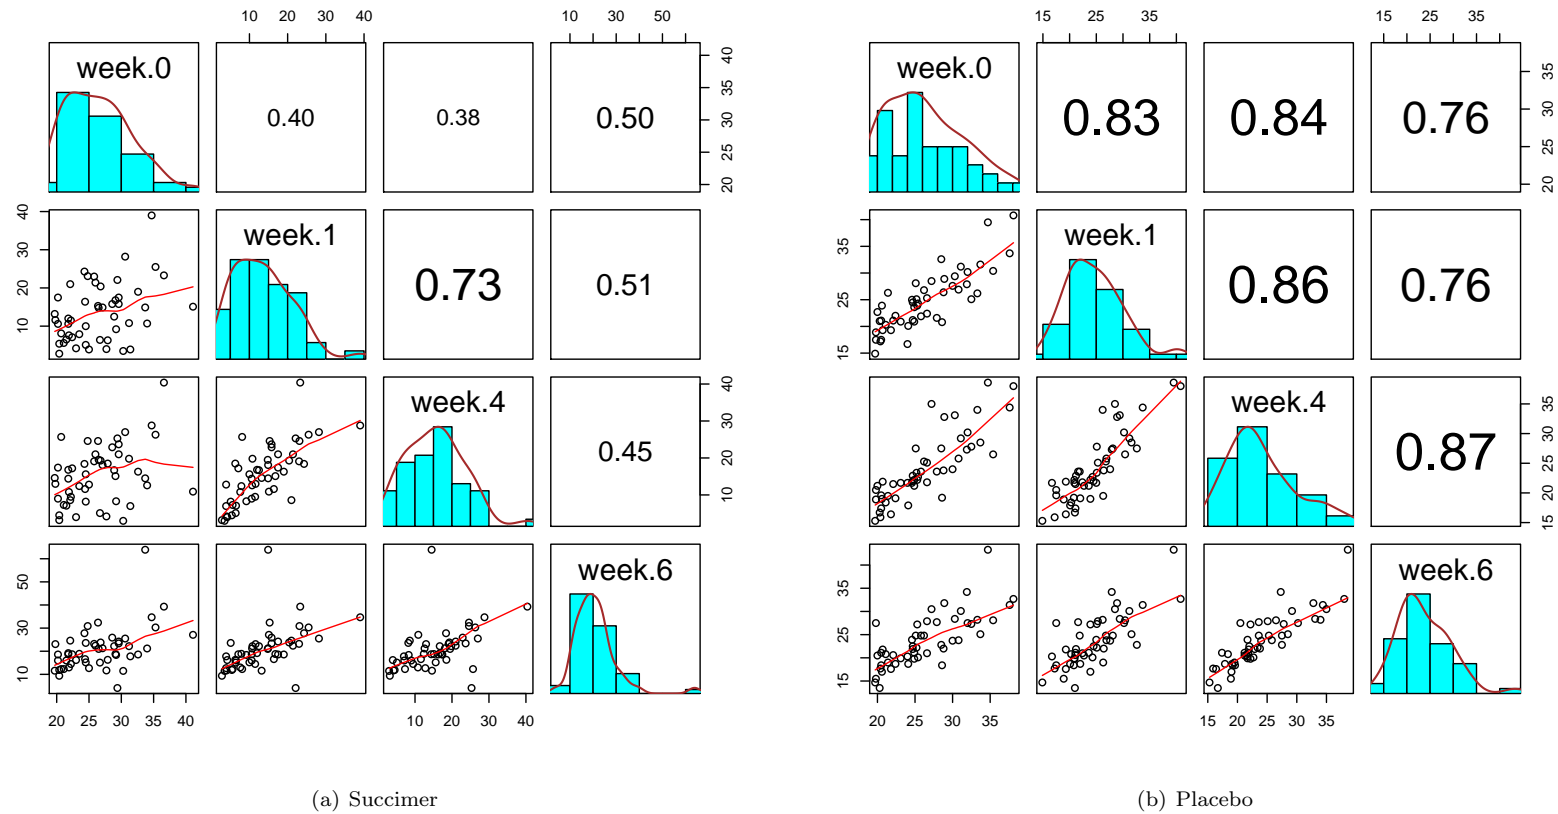 10 20 30 40 10 30 50 15 25 35 15 25 35
week.0 0.40 0.38 0.50 20 25 30 35 40 week.0 0.83 0.84 0.76 20 25 30 35
10 20 30 40 week.1 0.73 0.51 15 25 35 week.1 0.86 0.76
week.4 0.45 10 20 30 40 week.4 0.87 15 20 25 30 35
10 30 50 week.6 15 25 35 week.6
20 25 30 35 40 10 20 30 40 20 25 30 35 15 20 25 30 35
(a) Succimer (b) Placebo